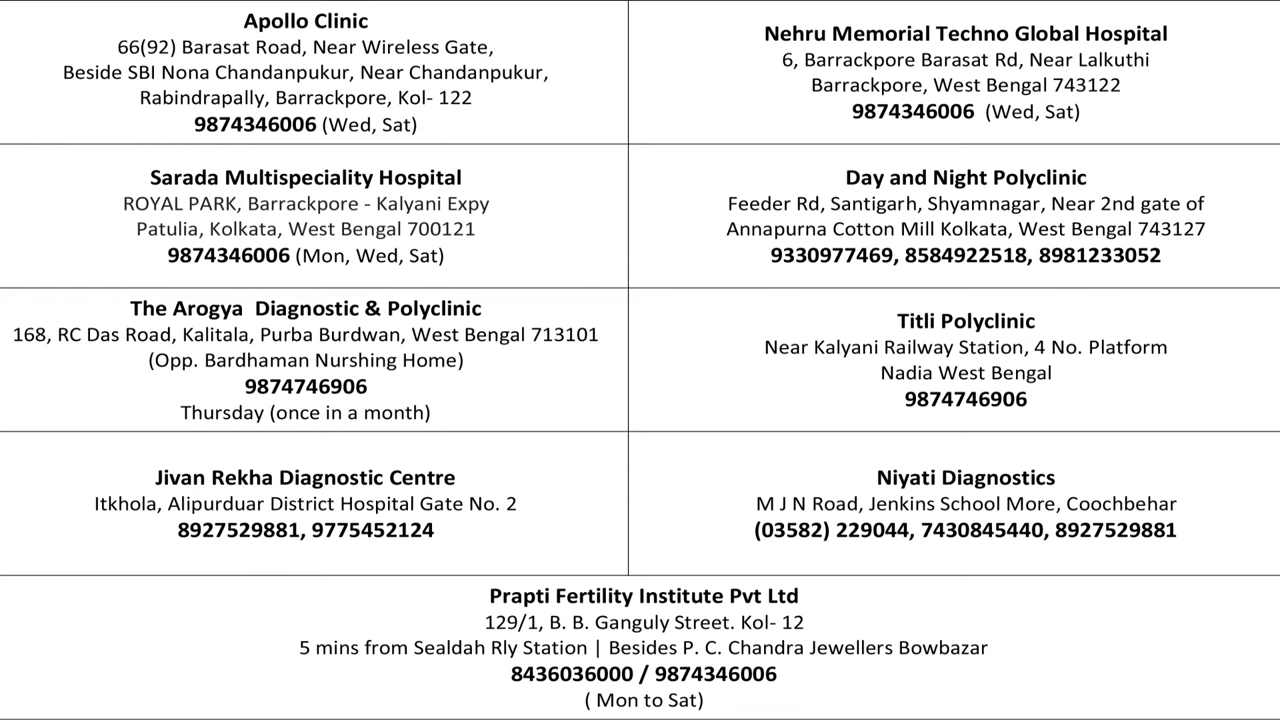 Apollo Clinic
66(92) Barasat Road, Near Wireless Gate,
Beside SBI Nona Chandanpukur, Near Chandanpukur,
Rabindrapally, Barrackpore, Kol- 122
9874346006 (Wed, Sat)
Nehru Memorial Techno Global Hospital
6, Barrackpore Barasat Rd, Near Lalkuthi
Barrackpore, West Bengal 743122
9874346006 (Wed, Sat)
Sarada Multispeciality Hospital
ROYAL PARK, Barrackpore - Kalyani Expy
Patulia, Kolkata, West Bengal 700121
9874346006 (Mon, Wed, Sat)
Day and Night Polyclinic
Feeder Rd, Santigarh, Shyamnagar, Near 2nd gate of
Annapurna Cotton Mill Kolkata, West Bengal 743127
9330977469, 8584922518, 8981233052
The Arogya Diagnostic & Polyclinic
168, RC Das Road, Kalitala, Purba Burdwan, West Bengal 713101
(Opp. Bardhaman Nurshing Home)
9874746906
Thursday (once in a month)
Titli Polyclinic
Near Kalyani Railway Station, 4 No. Platform
Nadia West Bengal
9874746906
Jivan Rekha Diagnostic Centre
Itkhola, Alipurduar District Hospital Gate No. 2
8927529881, 9775452124
Niyati Diagnostics
M J N Road, Jenkins School More, Coochbehar
(03582) 229044, 7430845440, 8927529881
Prapti Fertility Institute Pvt Ltd
129/1, B. B. Ganguly Street. Kol- 12
5 mins from Sealdah Rly Station | Besides P. C. Chandra Jewellers Bowbazar
8436036000 / 9874346006
( Mon to Sat)